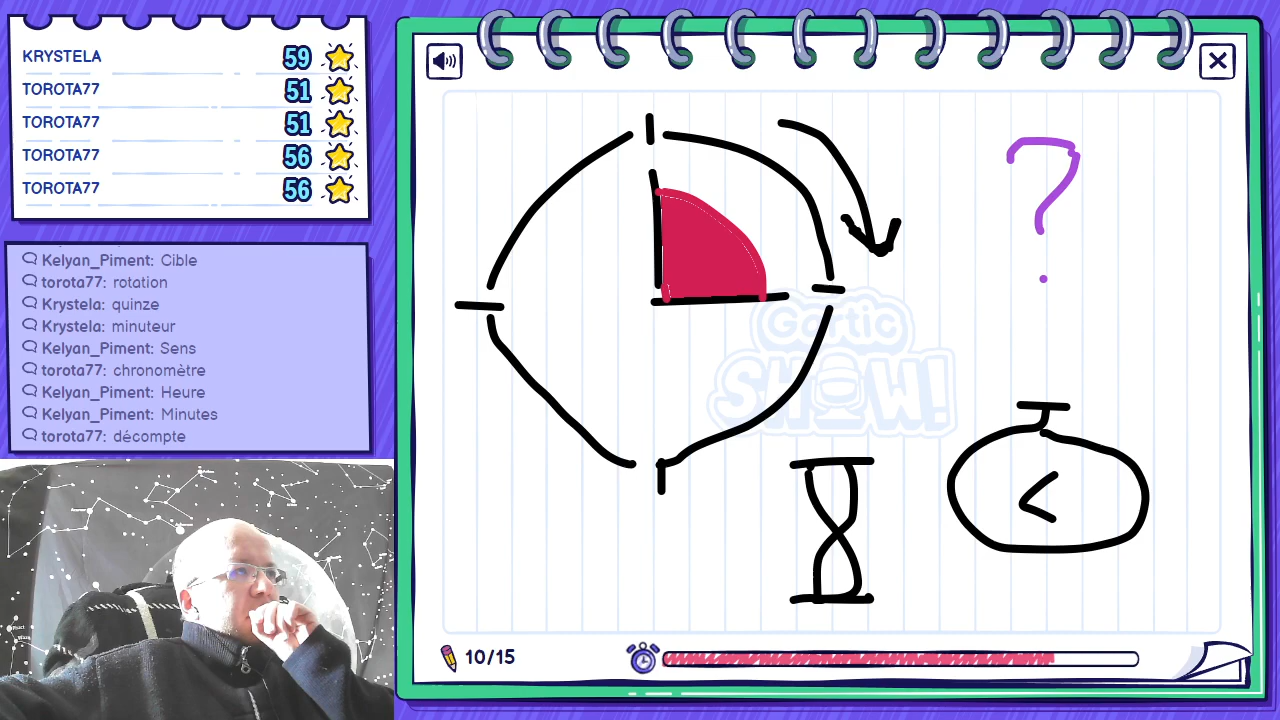 KRYSTELA 59
TOROTA77 51
TOROTA77 51
TOROTA77 56
TOROTA77 56
Kelyan_Piment: Cible
torota77: rotation
Krystela: quinze
Krystela: minuteur
Kelyan_Piment: Sens
torota77: chronomètre
Kelyan_Piment: Heure
Kelyan_Piment: Minutes
torota77: décompte
?
Gartic
SHOW!
<
10/15